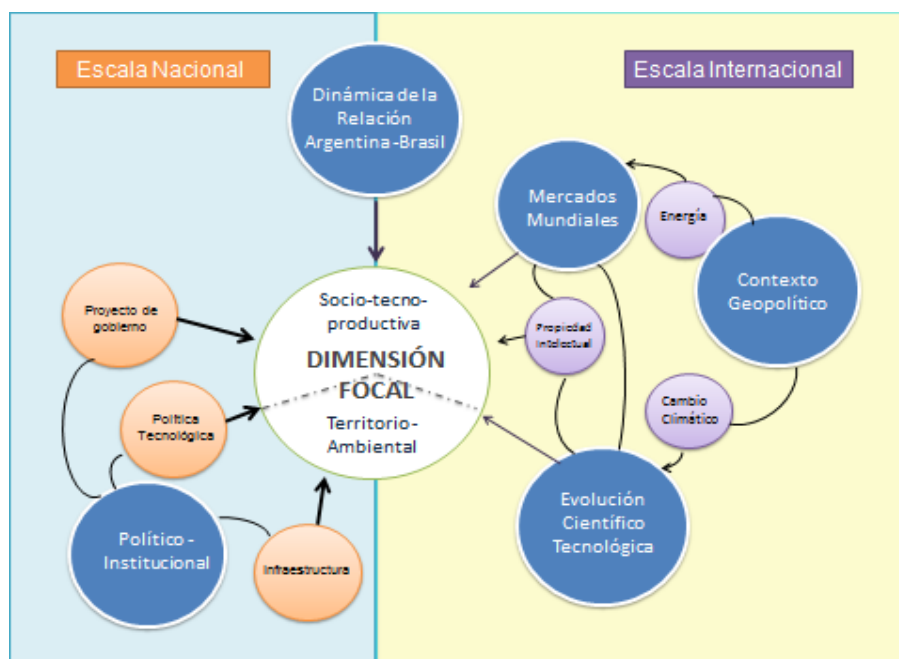 Escala Nacional
Escala Internacional
Dinámica de la
Relación
Argentina -Brasil
Mercados
Mundiales
Energía
Contexto
Geopolítico
Proyecto de
gobierno
Socio-tecno-
productiva
DIMENSIÓN
FOCAL
Territorio-
Ambiental
Propiedad
Intelectual
Política
Tecnológica
Cambio
Climático
Político -
Institucional
Infraestructura
Evolución
Científico
Tecnológica